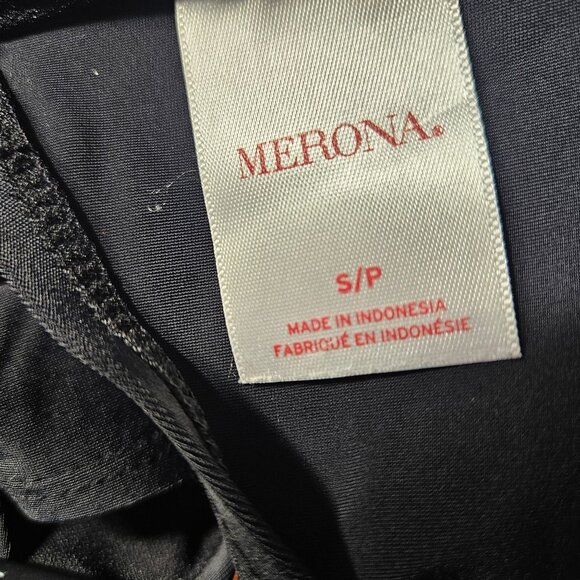 MERONA®
S/P
MADE IN INDONESIA
FABRIQUÉ EN INDONÉSIE